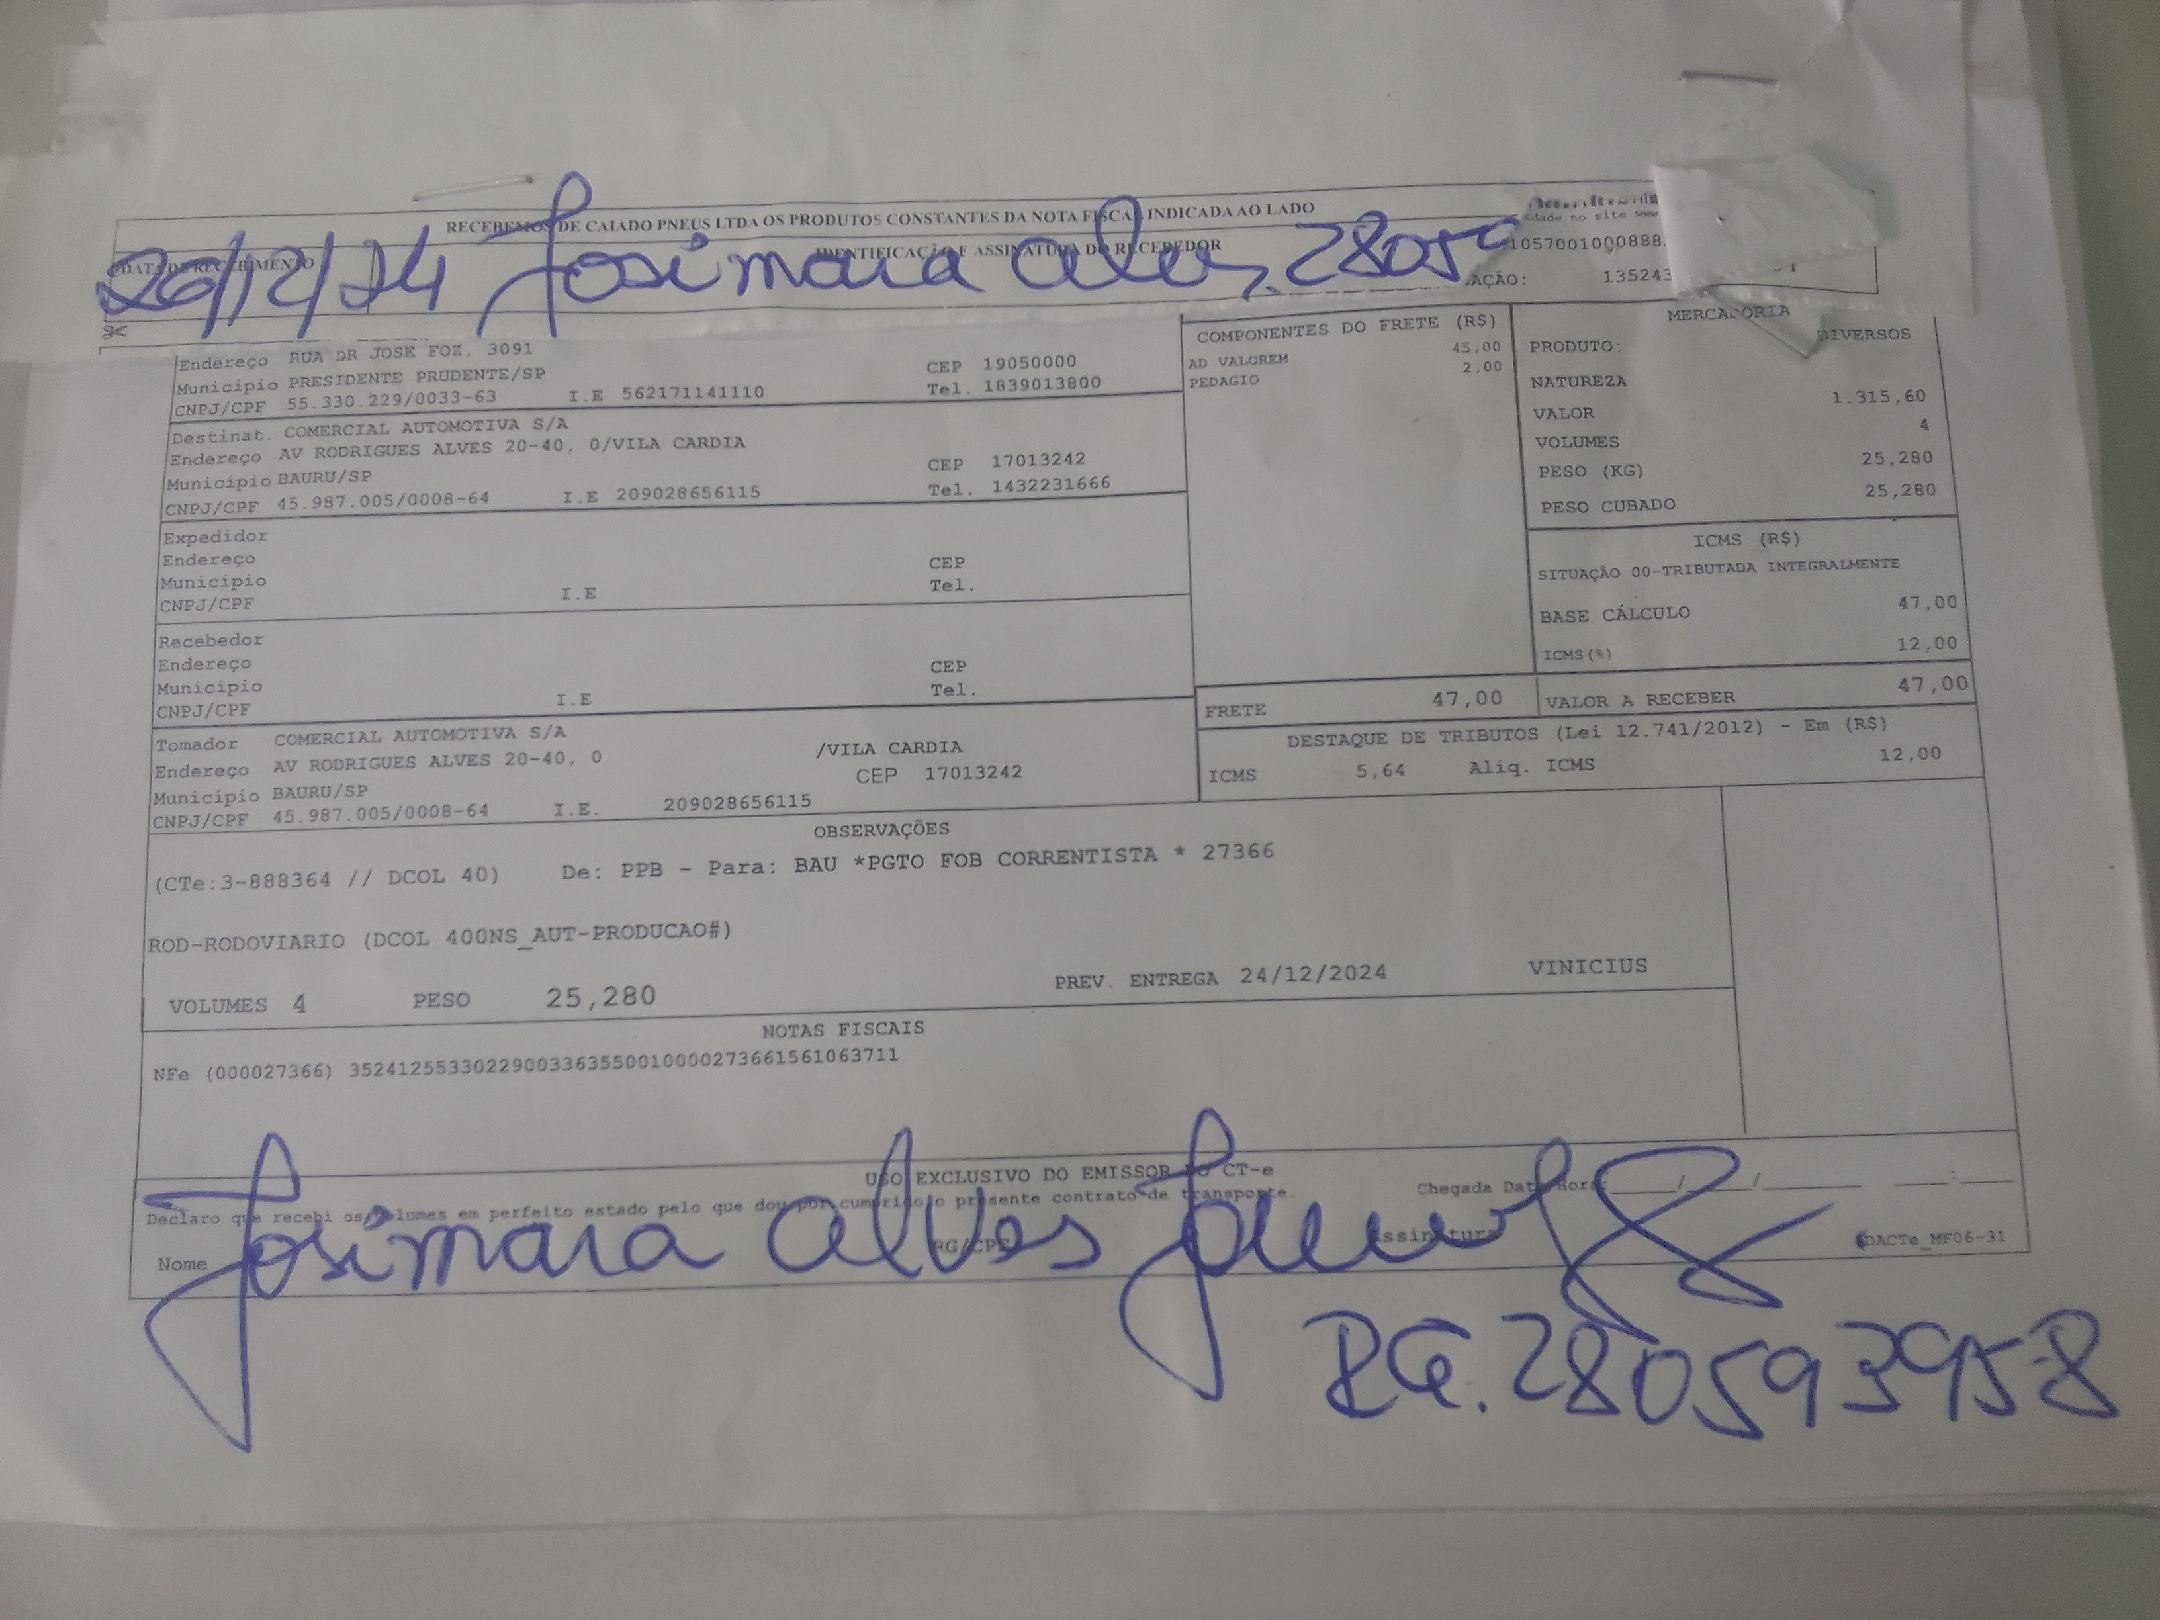 RECEBEMOS DE CAIADO PNEUS LTDA OS PRODUTOS CONSTANTES DA NOTA FISCAL INDICADA AO LADO
DATA DE RECEBIMENTO IDENTIFICAÇÃO E ASSINATURA DO RECEBEDOR
26/12/24 Josimara Alves. 28059
dade no site www
1057001000888
AÇÃO: 135243
Endereço RUA DR JOSE FOZ, 3091 CEP 19050000
Município PRESIDENTE PRUDENTE/SP Tel. 1839013800
CNPJ/CPF 55.330.229/0033-63 I.E 562171141110
Destinat. COMERCIAL AUTOMOTIVA S/A
Endereço AV RODRIGUES ALVES 20-40, 0/VILA CARDIA CEP 17013242
Município BAURU/SP Tel. 1432231666
CNPJ/CPF 45.987.005/0008-64 I.E 209028656115
Expedidor
Endereço CEP
Município Tel.
CNPJ/CPF I.E
Recebedor
Endereço CEP
Município Tel.
CNPJ/CPF I.E
Tomador COMERCIAL AUTOMOTIVA S/A
Endereço AV RODRIGUES ALVES 20-40, 0 /VILA CARDIA
Município BAURU/SP CEP 17013242
CNPJ/CPF 45.987.005/0008-64 I.E. 209028656115
COMPONENTES DO FRETE (R$)
AD VALOREM 45,00
PEDAGIO 2,00
FRETE 47,00
MERCADORIA
PRODUTO: DIVERSOS
NATUREZA
VALOR 1.315,60
VOLUMES 4
PESO (KG) 25,280
PESO CUBADO 25,280
ICMS (R$)
SITUAÇÃO 00-TRIBUTADA INTEGRALMENTE
BASE CÁLCULO 47,00
ICMS(%) 12,00
VALOR A RECEBER 47,00
DESTAQUE DE TRIBUTOS (Lei 12.741/2012) - Em (R$)
ICMS 5,64 Aliq. ICMS 12,00
OBSERVAÇÕES
(CTe:3-888364 // DCOL 40) De: PPB - Para: BAU *PGTO FOB CORRENTISTA * 27366
ROD-RODOVIARIO (DCOL 400NS_AUT-PRODUCAO#)
VOLUMES 4 PESO 25,280 PREV. ENTREGA 24/12/2024 VINICIUS
NOTAS FISCAIS
NFe (000027366) 35241255330229003363550010000273661561063711
USO EXCLUSIVO DO EMISSOR DO CT-e
Declaro que recebi os volumes em perfeito estado pelo que dou por cumprido o presente contrato de transporte. Chegada Data/Hora: / / :
Nome RG/CPF Assinatura DACTe_MF06-31
Josimara Alves
RG. 280593958